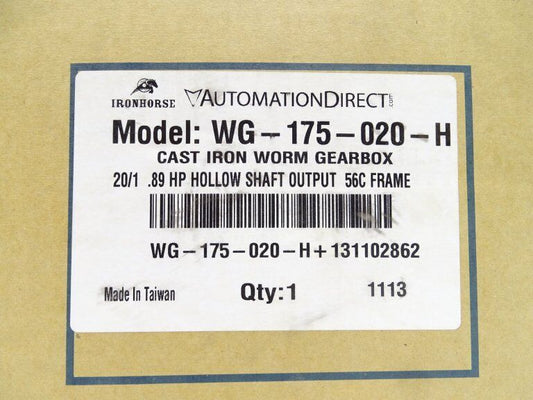 IRONHORSE AUTOMATIONDIRECT.com
Model: WG-175-020-H
CAST IRON WORM GEARBOX
20/1 .89 HP HOLLOW SHAFT OUTPUT 56C FRAME
WG-175-020-H+131102862
Made In Taiwan Qty:1 1113